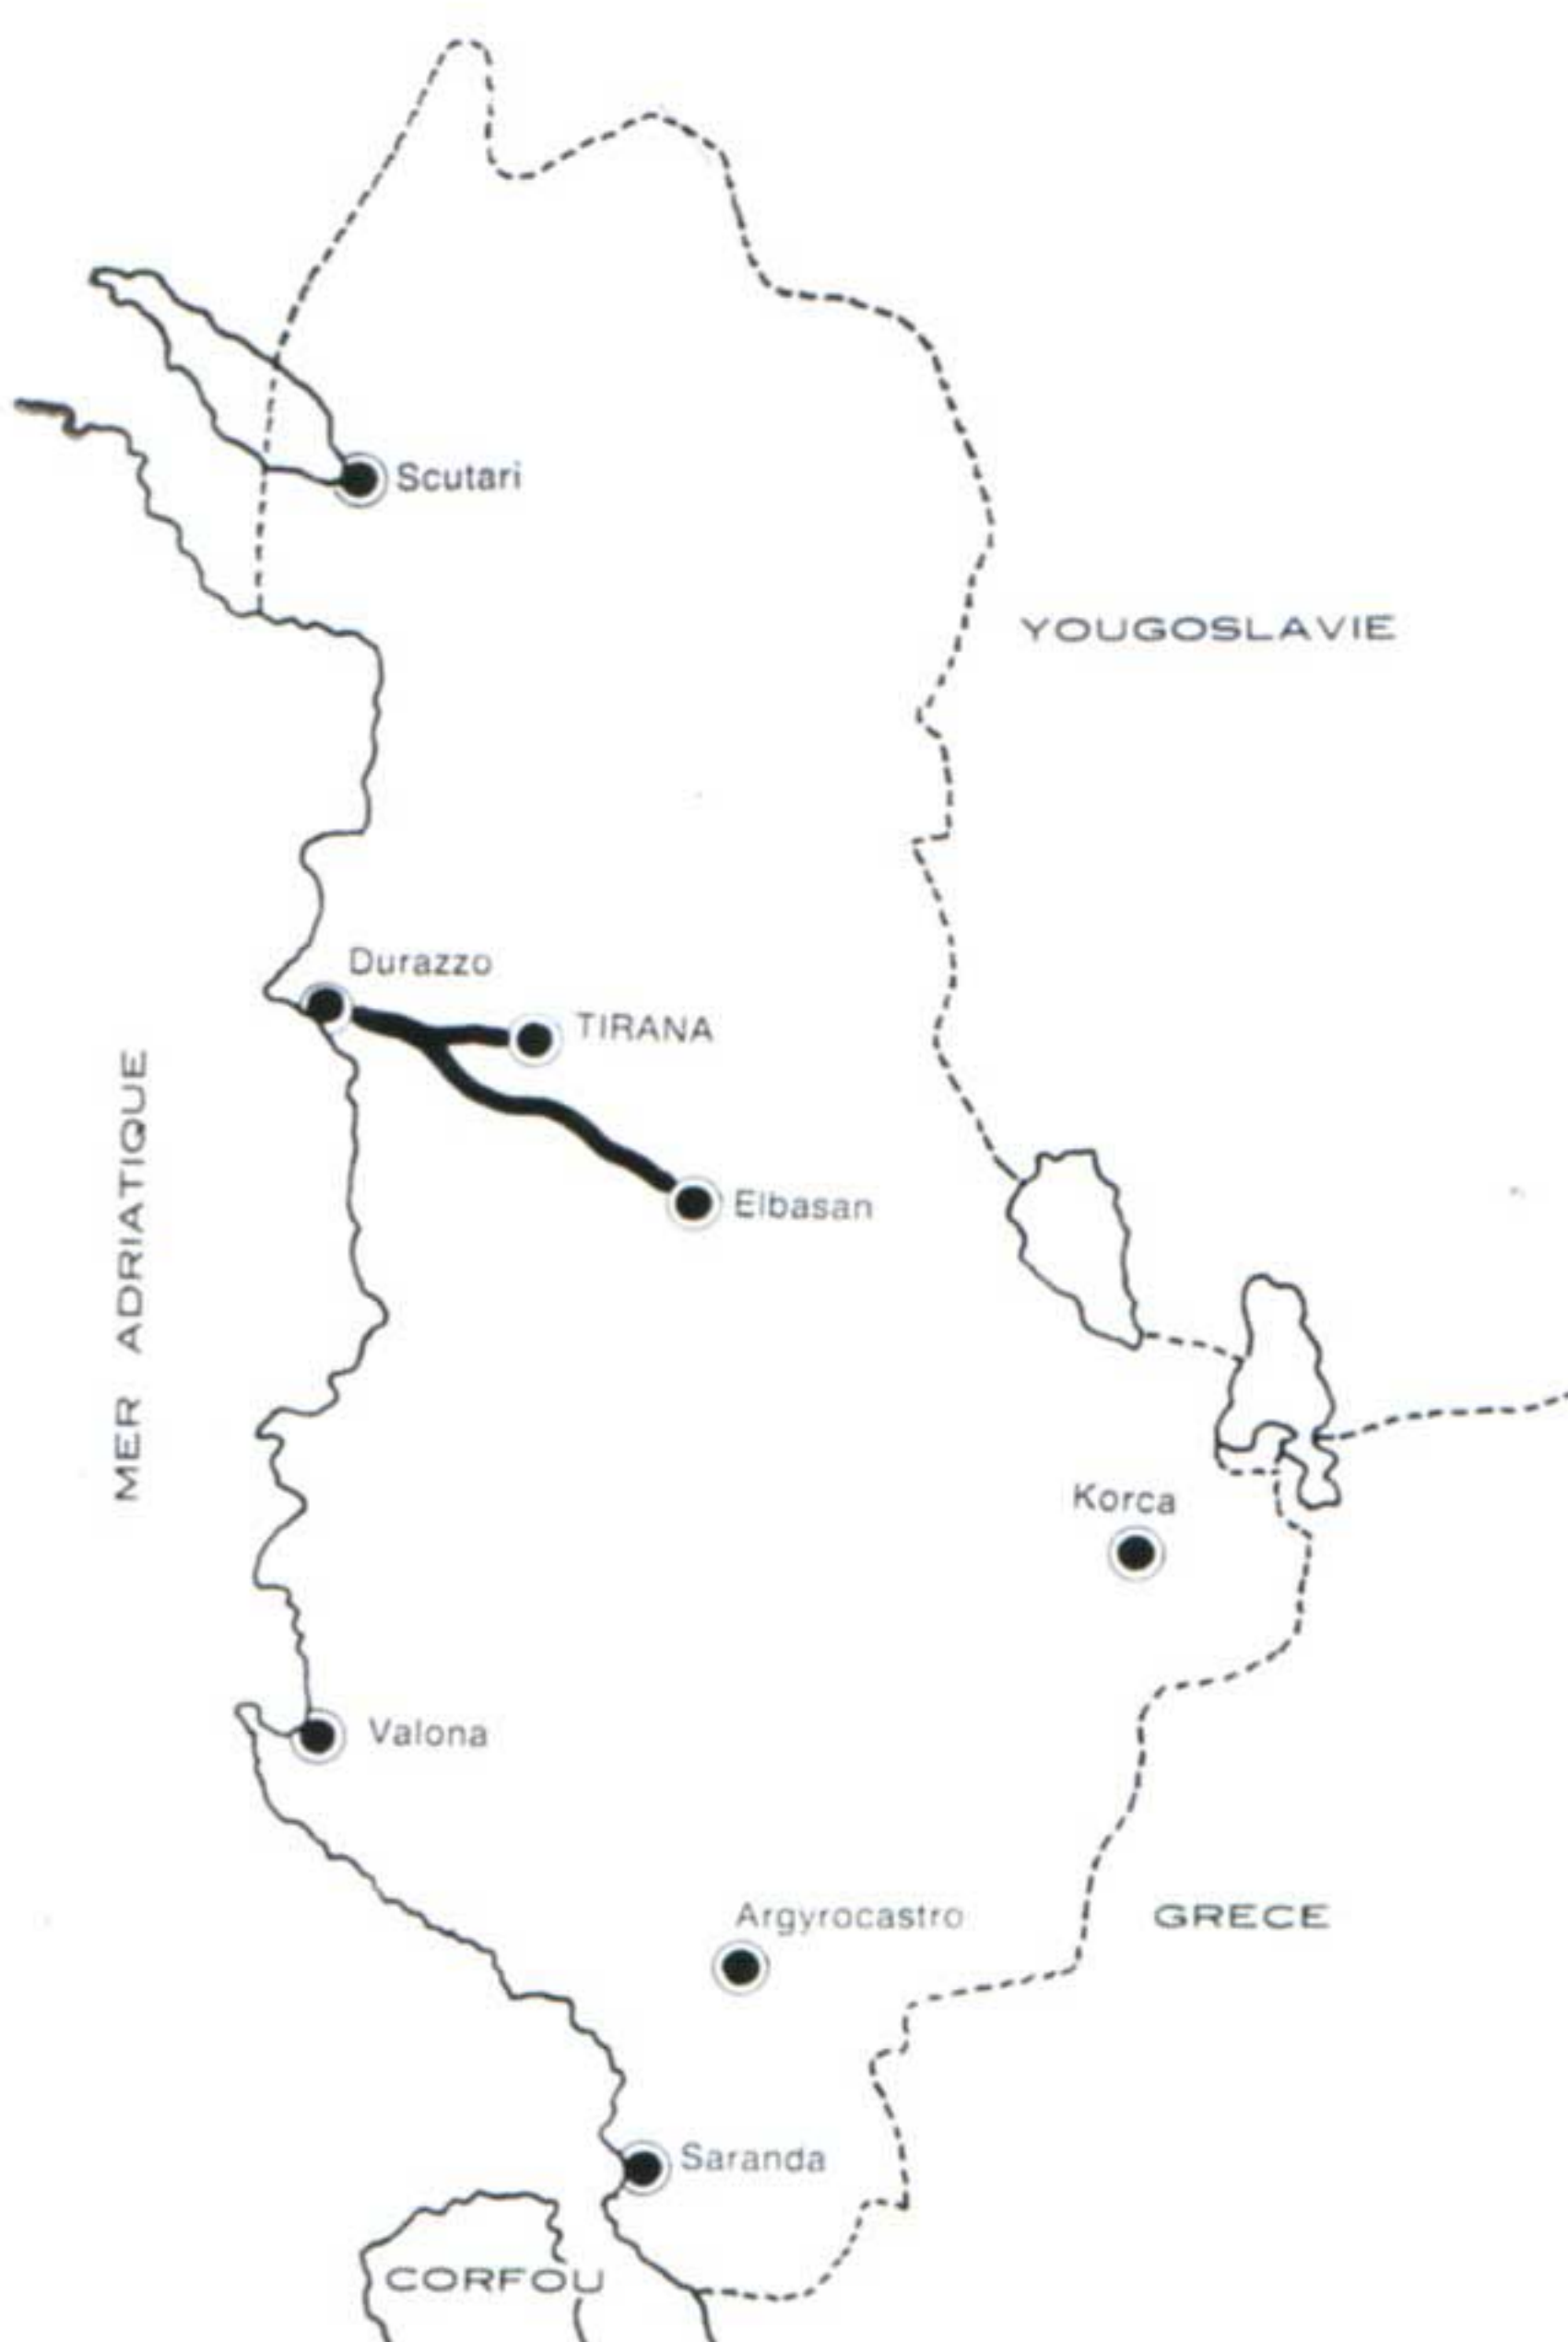 Scutari
YOUGOSLAVIE
Durazzo
TIRANA
MER ADRIATIQUE
Elbasan
Korca
Valona
Argyrocastro
GRECE
Saranda
CORFOU